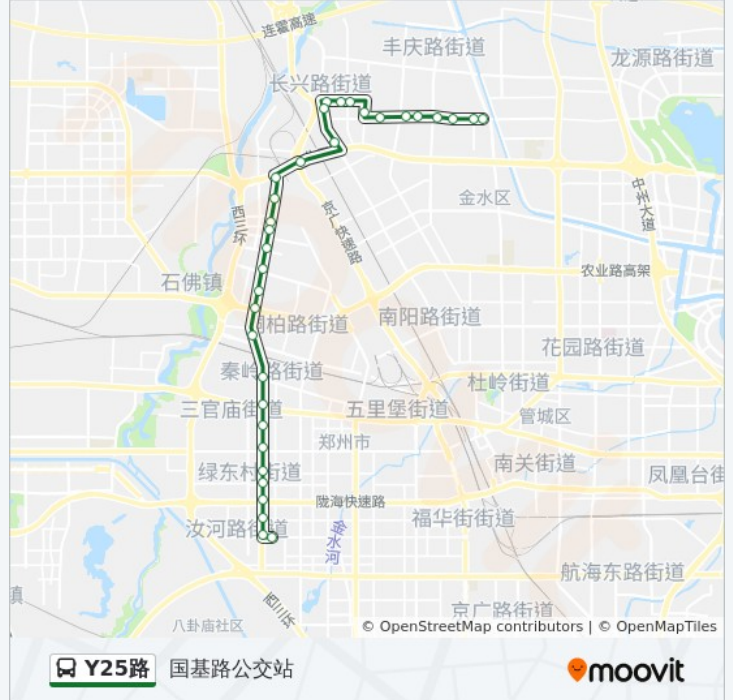 连霍高速
丰庆路街道
龙源路街道
长兴路街道
金水区
中州大道
西三环
京广快速路
农业路高架
石佛镇
桐柏路街道
南阳路街道
花园路街道
秦岭路街道
杜岭街道
三官庙街道
五里堡街道
管城区
郑州市
南关街道
绿东村街道
凤凰台街
陇海快速路
福华街街道
汝河路街道
金水河
航海东路街道
镇
西三环
京广路街道
八卦庙社区
© OpenStreetMap contributors | © OpenMapTiles
Y25路 国基路公交站
moovit